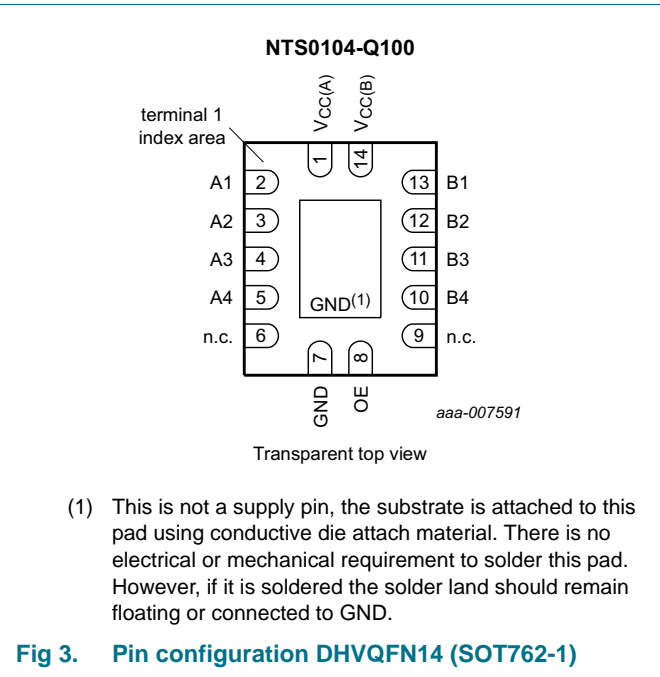 NTS0104-Q100
VCC(A)
VCC(B)
terminal 1
index area
1
14
A1 2 13 B1
A2 3 12 B2
A3 4 11 B3
A4 5 10 B4
GND(1)
n.c. 6 9 n.c.
7
8
GND
OE
aaa-007591
Transparent top view
(1) This is not a supply pin, the substrate is attached to this
pad using conductive die attach material. There is no
electrical or mechanical requirement to solder this pad.
However, if it is soldered the solder land should remain
floating or connected to GND.
Fig 3. Pin configuration DHVQFN14 (SOT762-1)